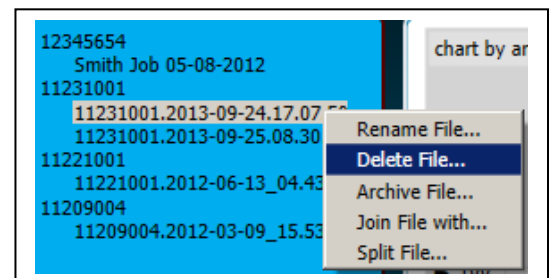 12345654
Smith Job 05-08-2012
11231001
11231001.2013-09-24.17.07
11231001.2013-09-25.08.30
11221001
11221001.2012-06-13_04.43
11209004
11209004.2012-03-09_15.53
chart by
Rename File...
Delete File...
Archive File...
Join File with...
Split File...